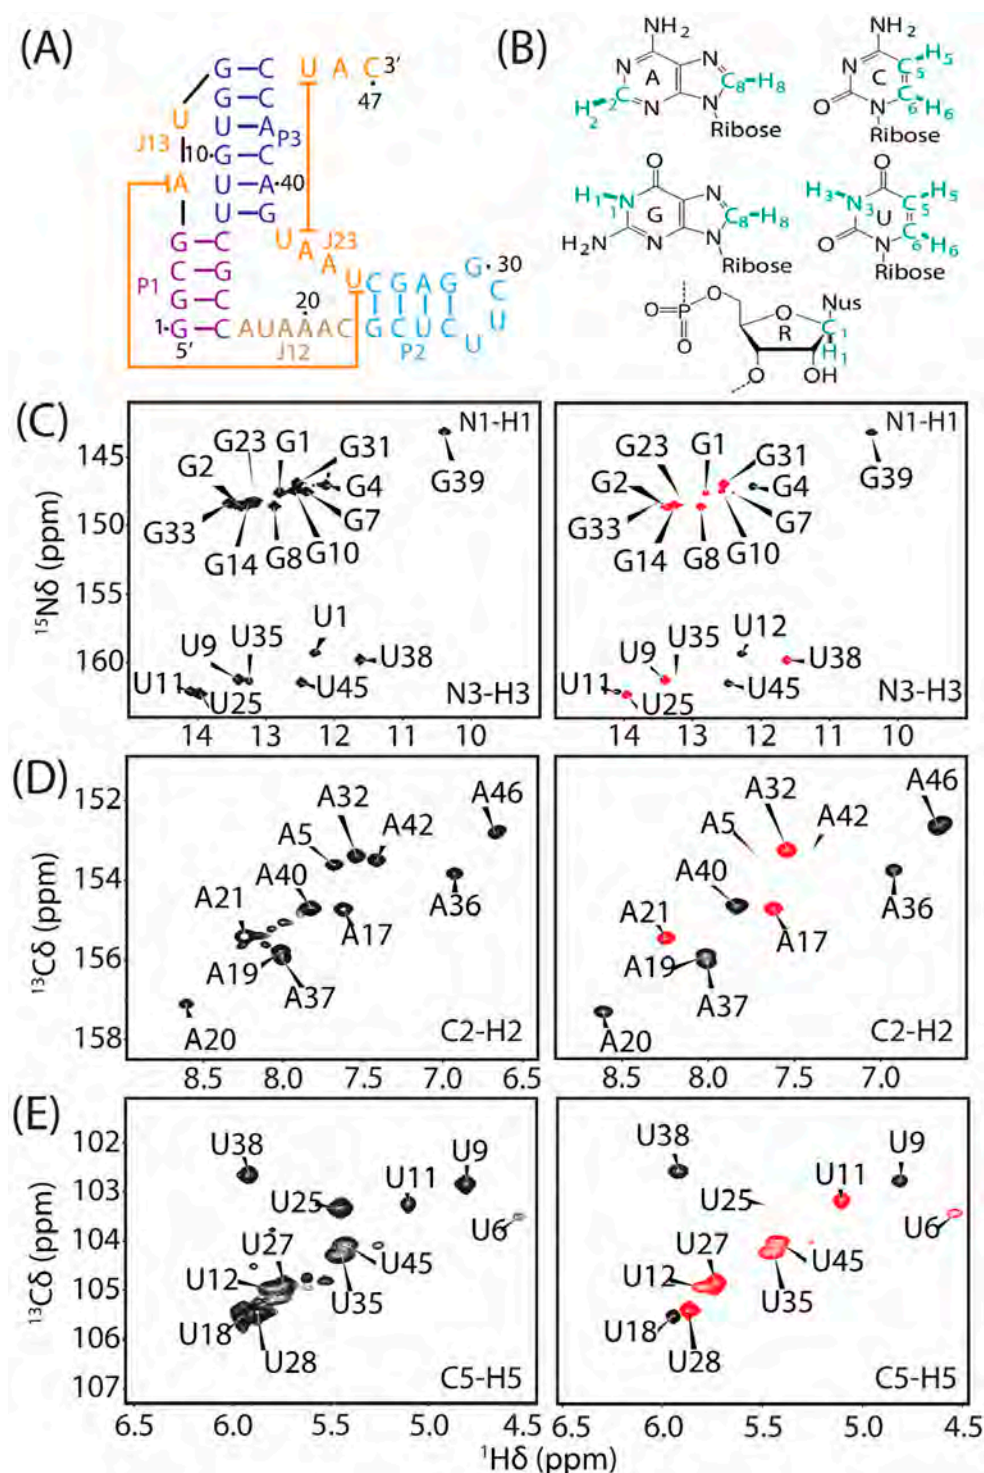 (A)
G C U A C 3'
47
G C
U
U A P3
J13
10 G C
A
U A 40
U G
G C
U A J23
A
C G
P1
U C G A G G 30
C
G C
20
U
1 G C A U A A A C G C U C U U
5'
J12
P2
(B)
NH2
N
N
A
N
N
C8 H8
C2
H2
Ribose
NH2
N
C
C5
H5
C6
H6
O
N
Ribose
O
H1
N1
G
N
N
N
H2N
C8 H8
Ribose
O
H3
N3
U
C5
H5
C6
H6
O
N
Ribose
O
P
O
O
O
R
Nus
C1
H1
O
OH
(C)
N1-H1
G23 G1 G31
G2 G4 G39
G33 G7
G14 G8 G10
U1
U9 U35 U38
U11 U25 U45
N3-H3
145
150
155
160
15Nδ (ppm)
14 13 12 11 10
N1-H1
G23 G1 G31
G2 G4 G39
G33 G7
G14 G8 G10
U12
U9 U35 U38
U11 U25 U45
N3-H3
14 13 12 11 10
(D)
A46
A32
A5 A42
A40
A21 A36
A17
A19
A37
A20
C2-H2
152
154
156
158
13Cδ (ppm)
8.5 8.0 7.5 7.0 6.5
A46
A32
A5 A42
A40
A21 A36
A17
A19
A37
A20
C2-H2
8.5 8.0 7.5 7.0
(E)
U38 U9
U25 U11
U6
U27
U12 U45
U35
U18
U28
C5-H5
102
103
104
105
106
107
13Cδ (ppm)
6.5 6.0 5.5 5.0 4.5
U38 U9
U11
U25
U6
U27 U45
U12
U35
U18
U28
C5-H5
6.5 6.0 5.5 5.0 4.5
1Hδ (ppm)